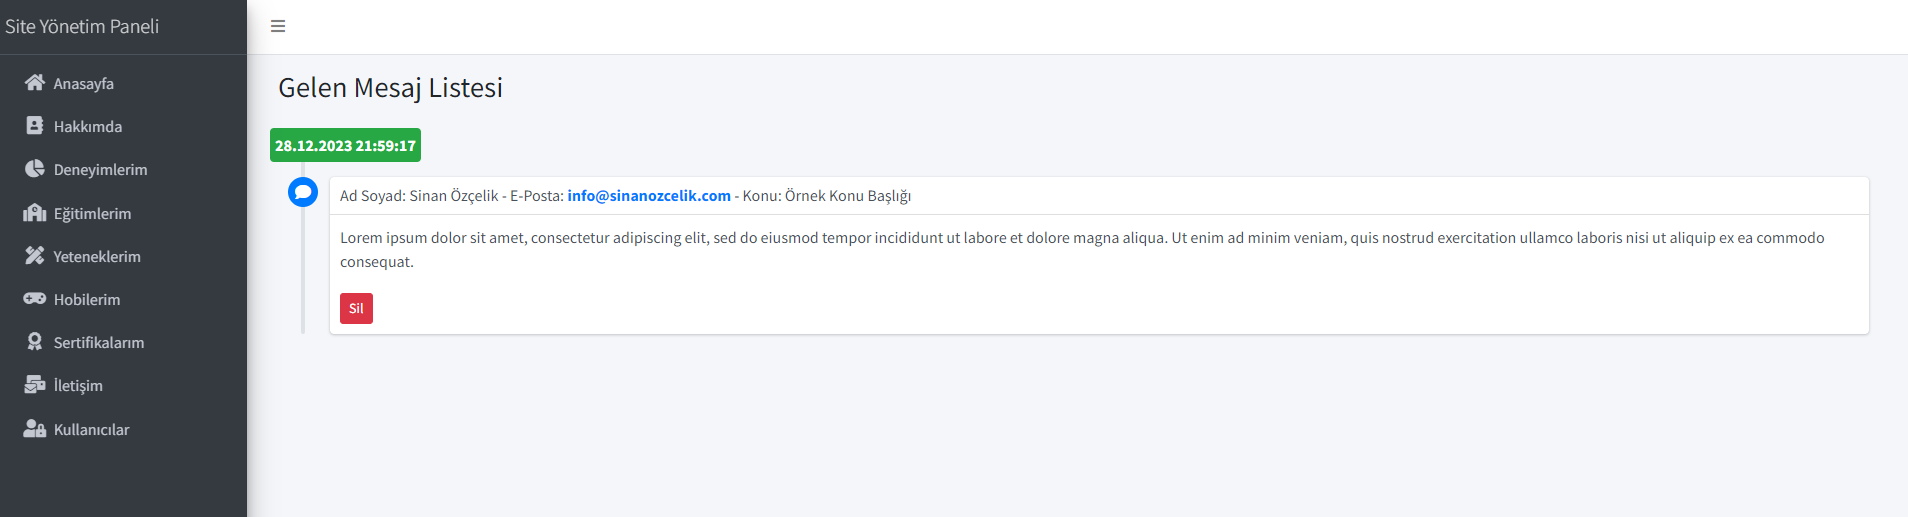 Site Yönetim Paneli
Anasayfa
Hakkımda
Deneyimlerim
Eğitimlerim
Yeteneklerim
Hobilerim
Sertifikalarım
İletişim
Kullanıcılar
Gelen Mesaj Listesi
28.12.2023 21:59:17
Ad Soyad: Sinan Özçelik - E-Posta: info@sinanozcelik.com - Konu: Örnek Konu Başlığı
Lorem ipsum dolor sit amet, consectetur adipiscing elit, sed do eiusmod tempor incididunt ut labore et dolore magna aliqua. Ut enim ad minim veniam, quis nostrud exercitation ullamco laboris nisi ut aliquip ex ea commodo
consequat.
Sil